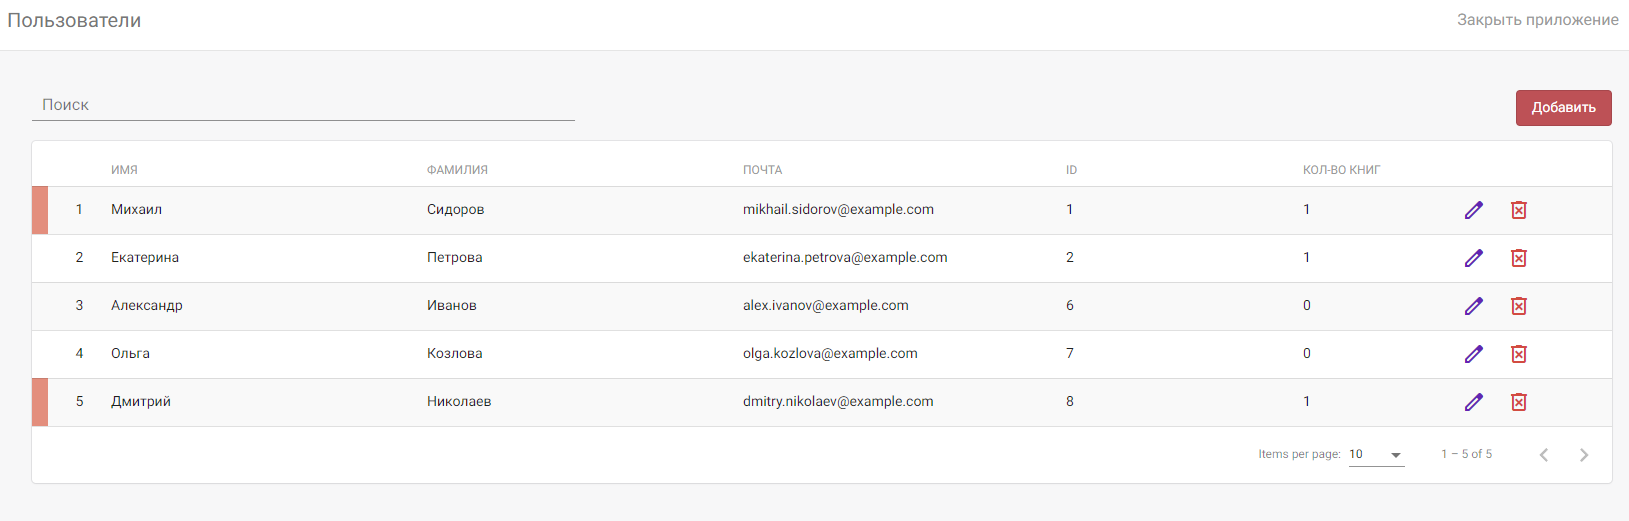 Пользователи Закрыть приложение
Поиск Добавить
ИМЯ ФАМИЛИЯ ПОЧТА ID КОЛ-ВО КНИГ
1 Михаил Сидоров mikhail.sidorov@example.com 1 1
2 Екатерина Петрова ekaterina.petrova@example.com 2 1
3 Александр Иванов alex.ivanov@example.com 6 0
4 Ольга Козлова olga.kozlova@example.com 7 0
5 Дмитрий Николаев dmitry.nikolaev@example.com 8 1
Items per page: 10 1 – 5 of 5